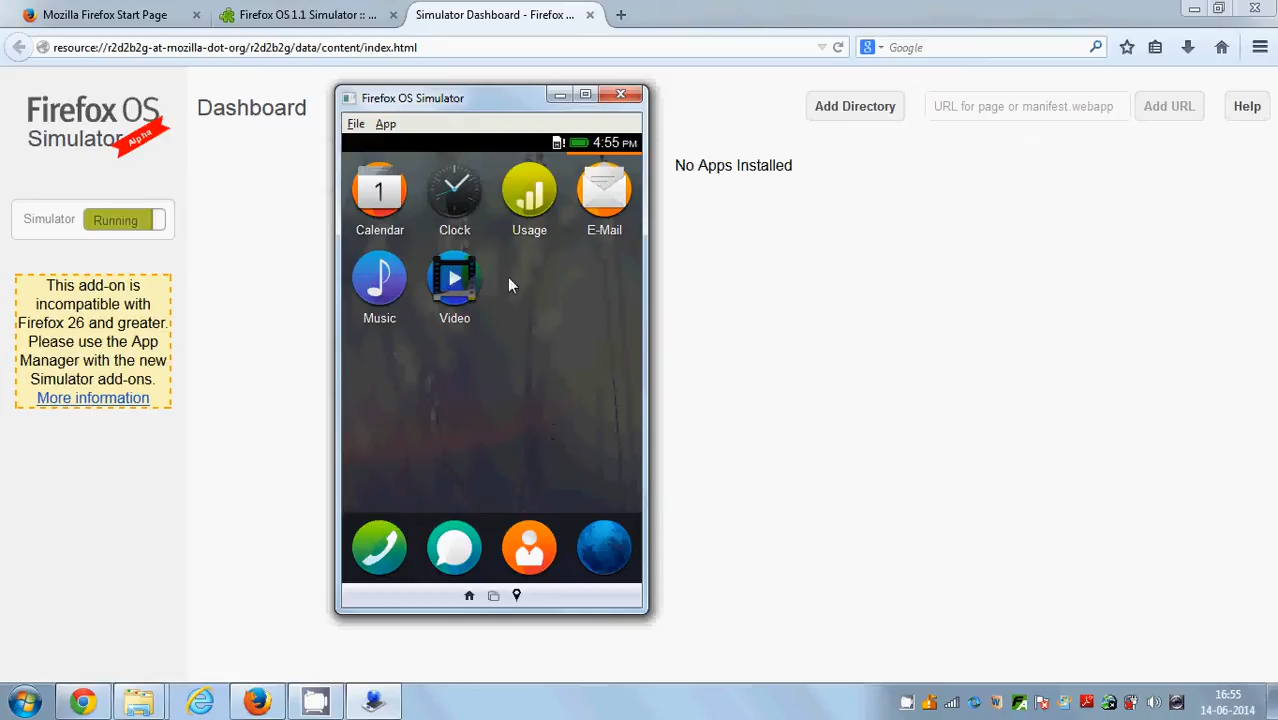 Mozilla Firefox Start Page
Firefox OS 1.1 Simulator :: ...
Simulator Dashboard - Firefox ...
resource://r2d2b2g-at-mozilla-dot-org/r2d2b2g/data/content/index.html
Google
Firefox OS
Simulator
Alpha
Dashboard
Add Directory
URL for page or manifest.webapp
Add URL
Help
No Apps Installed
Simulator
Running
This add-on is
incompatible with
Firefox 26 and greater.
Please use the App
Manager with the new
Simulator add-ons.
More information
Firefox OS Simulator
File App
4:55 PM
1
Calendar
Clock
Usage
E-Mail
Music
Video
16:55
14-06-2014